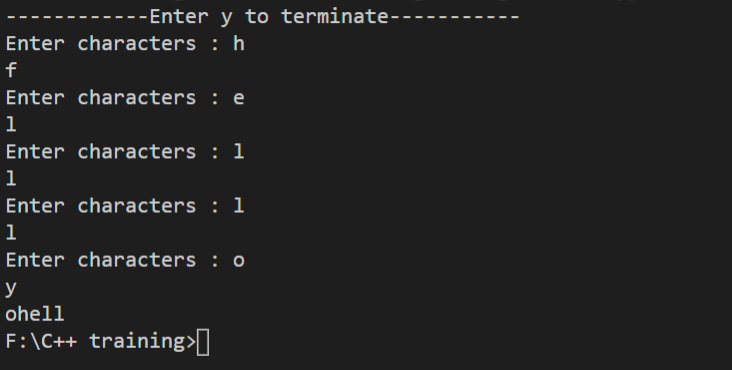 ------------Enter y to terminate-----------
Enter characters : h
f
Enter characters : e
l
Enter characters : l
l
Enter characters : l
l
Enter characters : o
y
ohell
F:\C++ training>